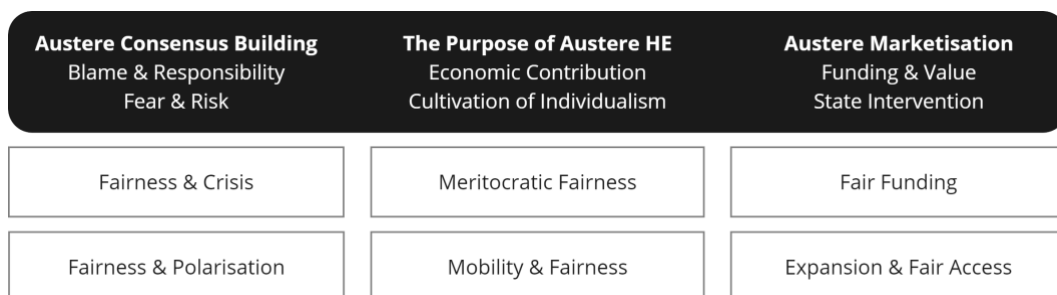 Austere Consensus Building
Blame & Responsibility
Fear & Risk
The Purpose of Austere HE
Economic Contribution
Cultivation of Individualism
Austere Marketisation
Funding & Value
State Intervention
Fairness & Crisis
Meritocratic Fairness
Fair Funding
Fairness & Polarisation
Mobility & Fairness
Expansion & Fair Access